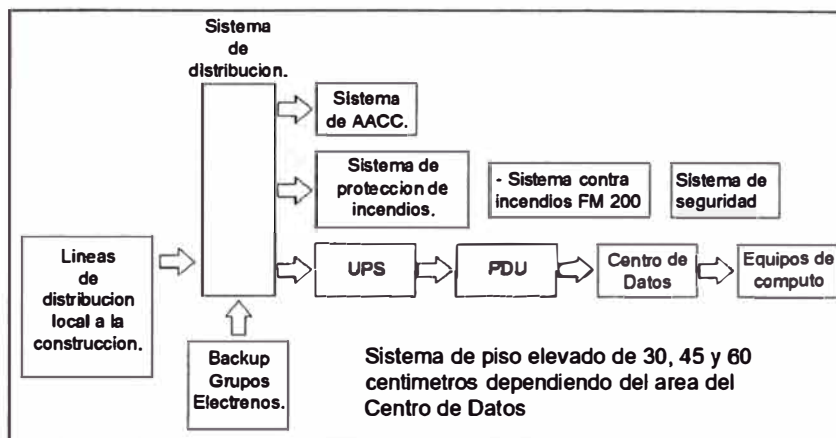 Sistema
de
distribucion.
Sistema
de AACC.
Sistema de
proteccion de
incendios.
- Sistema contra
incendios FM 200
Sistema de
seguridad
Lineas
de
distribucion
local a la
construccion.
UPS
PDU
Centro de
Datos
Equipos de
computo
Backup
Grupos
Electrenos.
Sistema de piso elevado de 30, 45 y 60
centimetros dependiendo del area del
Centro de Datos